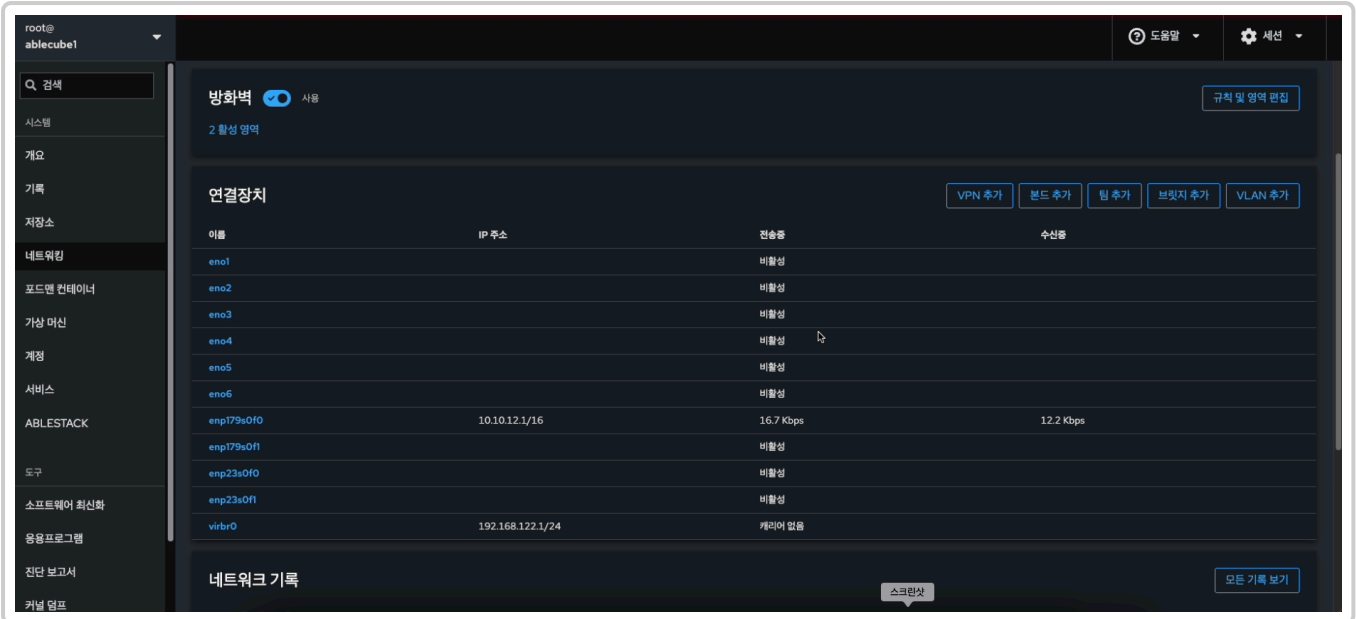 root@
ablecube1
도움말
세션
검색
시스템
개요
기록
저장소
네트워킹
포드맨 컨테이너
가상 머신
계정
서비스
ABLESTACK
도구
소프트웨어 최신화
응용프로그램
진단 보고서
커널 덤프
방화벽 사용
규칙 및 영역 편집
2 활성 영역
연결장치
VPN 추가 본드 추가 팀 추가 브릿지 추가 VLAN 추가
이름 IP 주소 전송중 수신중
eno1 비활성
eno2 비활성
eno3 비활성
eno4 비활성
eno5 비활성
eno6 비활성
enp179s0f0 10.10.12.1/16 16.7 Kbps 12.2 Kbps
enp179s0f1 비활성
enp23s0f0 비활성
enp23s0f1 비활성
virbr0 192.168.122.1/24 캐리어 없음
네트워크 기록
모든 기록 보기
스크린샷